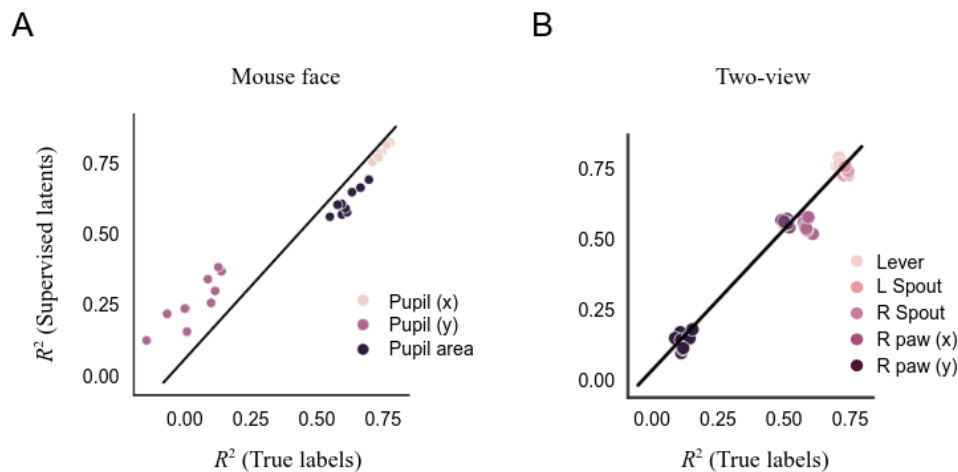 A
Mouse face
R² (Supervised latents)
0.75
0.50
0.25
0.00
0.00
0.25
0.50
0.75
R² (True labels)
Pupil (x)
Pupil (y)
Pupil area
B
Two-view
0.75
0.50
0.25
0.00
0.00
0.25
0.50
0.75
R² (True labels)
Lever
L Spout
R Spout
R paw (x)
R paw (y)